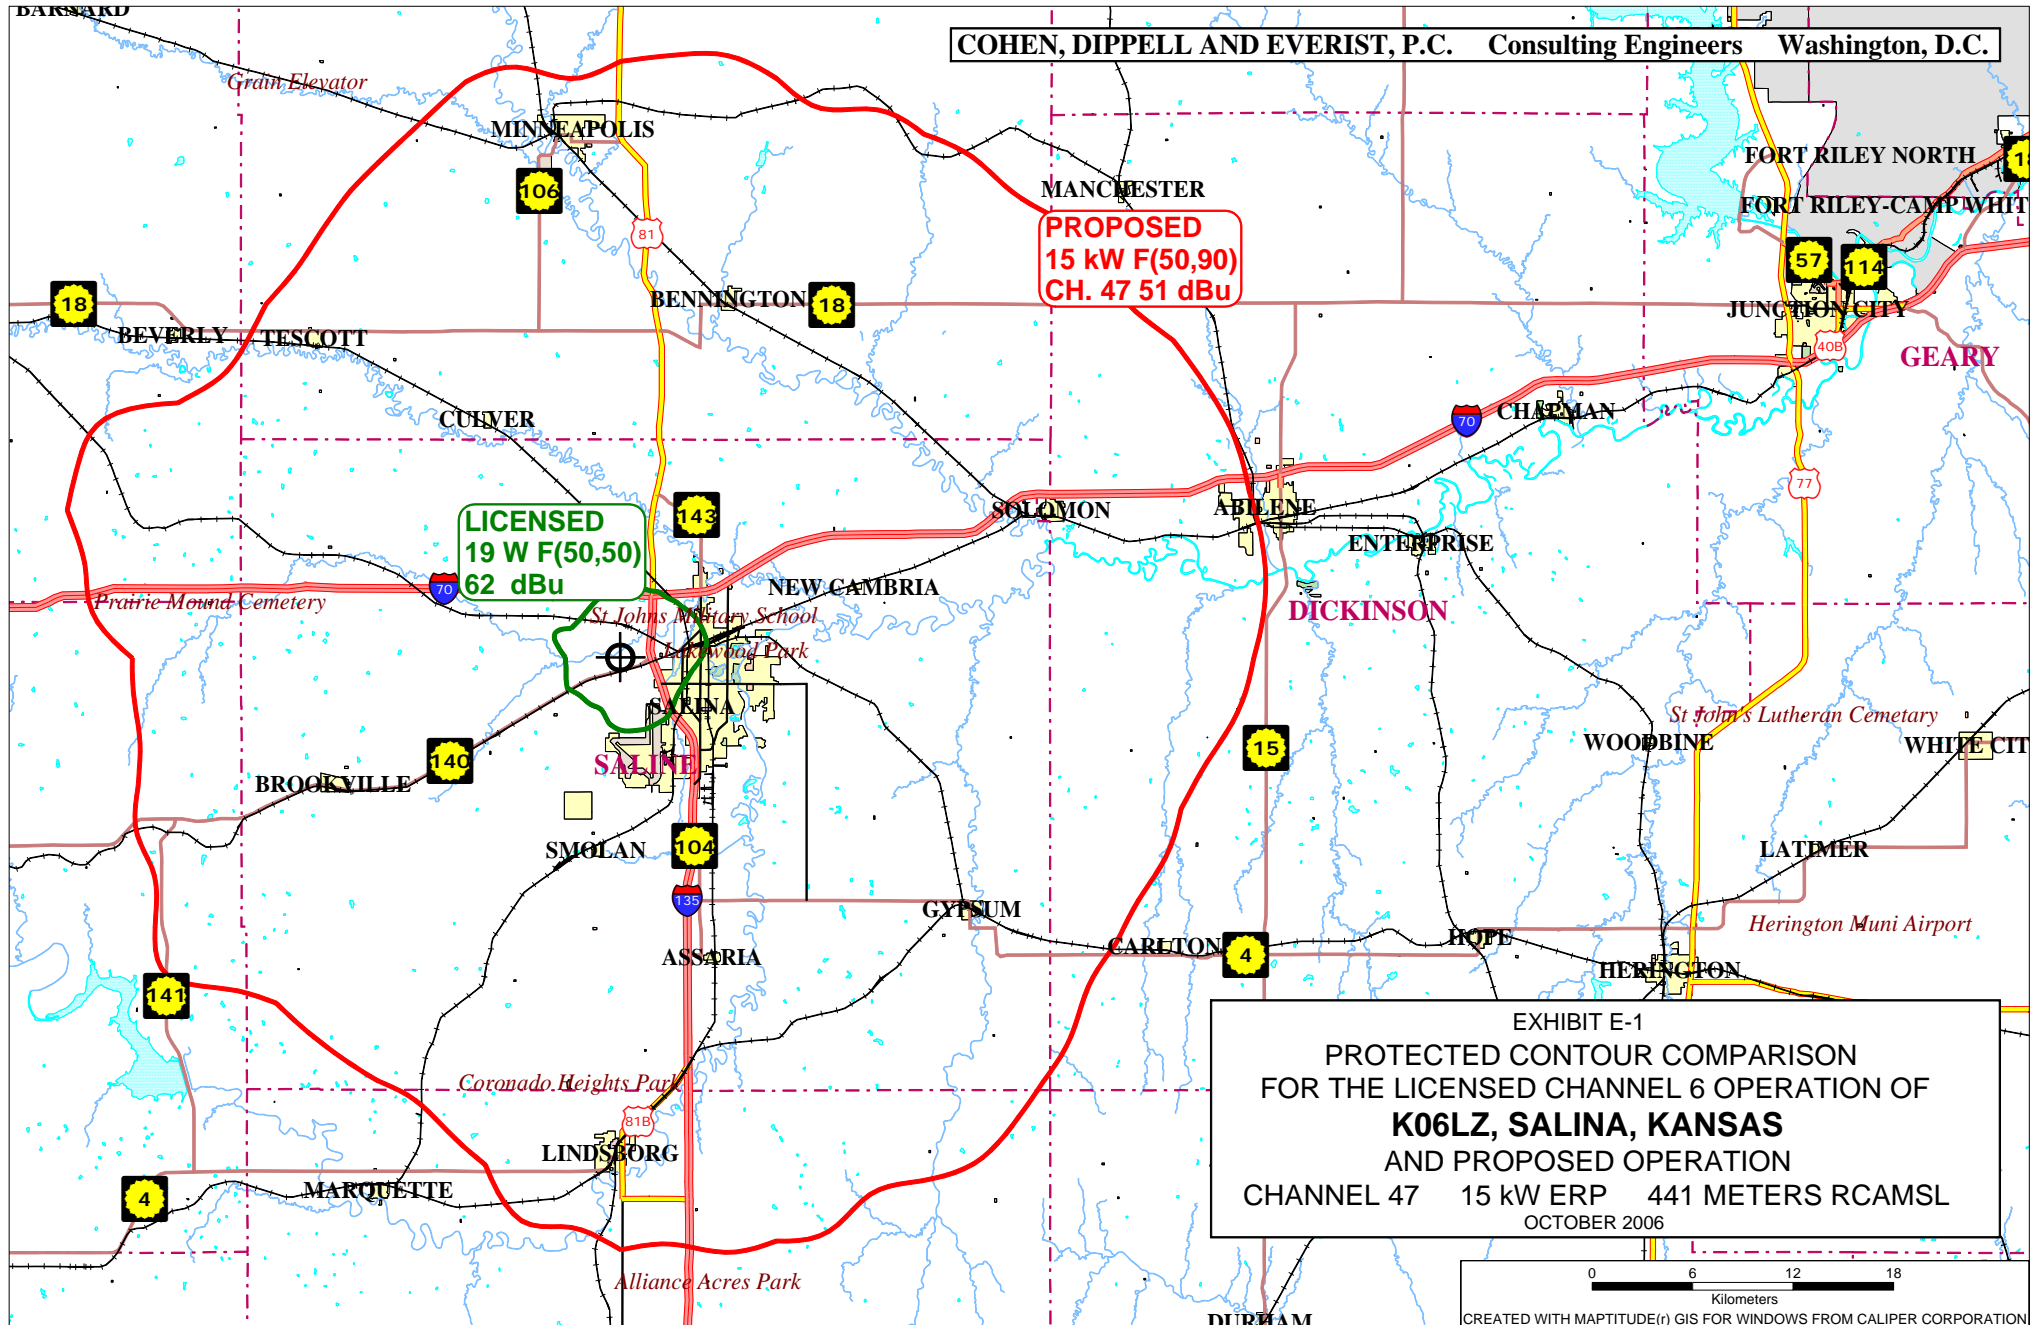 BARNARD
COHEN, DIPPELL AND EVERIST, P.C. Consulting Engineers Washington, D.C.
Grain Elevator
MINNEAPOLIS
FORT RILEY NORTH
18
106
MANCHESTER
FORT RILEY-CAMP WHIT
81
PROPOSED
15 kW F(50,90)
CH. 47 51 dBu
57
114
18
BENNINGTON
18
JUNCTION CITY
BEVERLY
TESCOTT
40B
GEARY
CULVER
70
CHAPMAN
77
LICENSED
19 W F(50,50)
62 dBu
143
SOLOMON
ABILENE
ENTERPRISE
70
NEW CAMBRIA
Prairie Mound Cemetery
St Johns Military School
DICKINSON
Lakewood Park
SALINA
St John's Lutheran Cemetary
140
SALINE
15
WOODBINE
WHITE CIT
BROOKVILLE
SMOLAN
104
LATIMER
135
GYPSUM
Herington Muni Airport
ASSARIA
CARLTON
4
HOPE
HERINGTON
141
EXHIBIT E-1
PROTECTED CONTOUR COMPARISON
FOR THE LICENSED CHANNEL 6 OPERATION OF
K06LZ, SALINA, KANSAS
AND PROPOSED OPERATION
CHANNEL 47 15 kW ERP 441 METERS RCAMSL
OCTOBER 2006
Coronado Heights Park
81B
LINDSBORG
4
MARQUETTE
Alliance Acres Park
0 6 12 18
Kilometers
DURHAM
CREATED WITH MAPTITUDE(r) GIS FOR WINDOWS FROM CALIPER CORPORATION